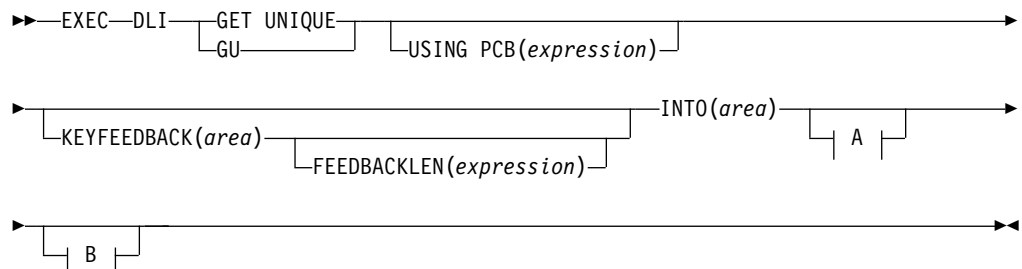 EXEC DLI GET UNIQUE
GU USING PCB(expression)
INTO(area)
KEYFEEDBACK(area) A
FEEDBACKLEN(expression)
B